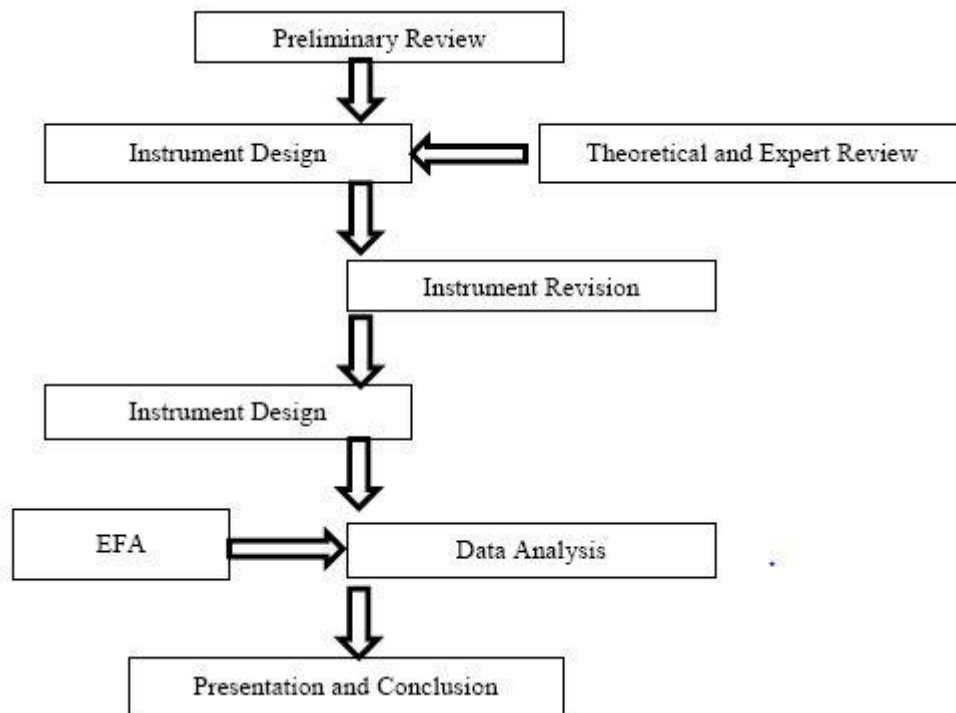 Preliminary Review
Instrument Design
Theoretical and Expert Review
Instrument Revision
Instrument Design
EFA
Data Analysis
Presentation and Conclusion